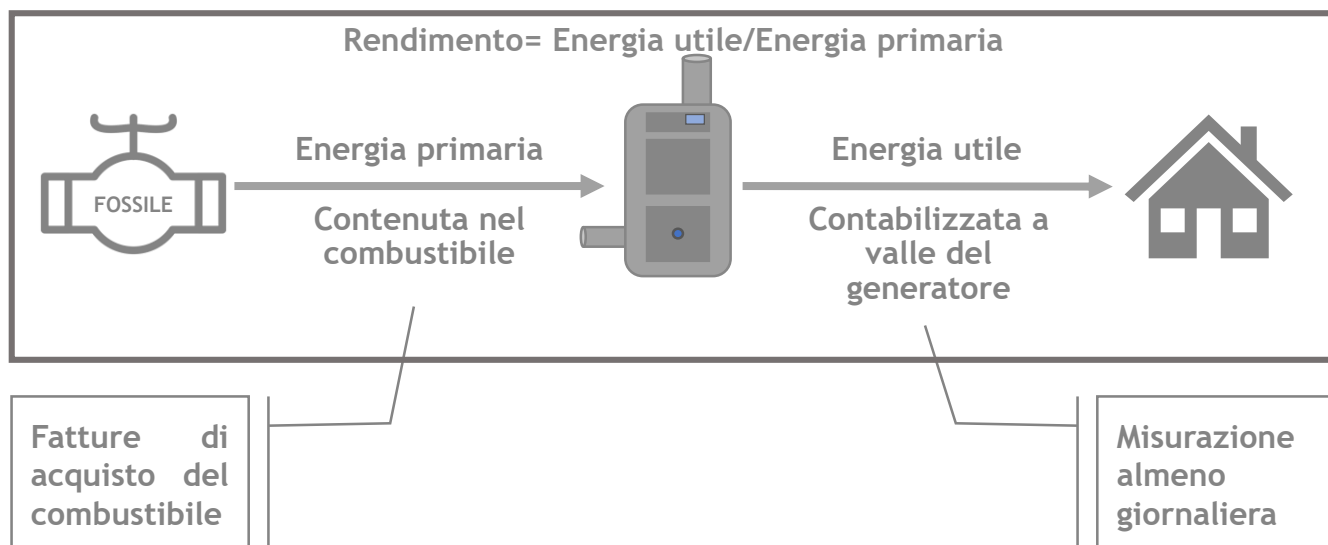 Rendimento= Energia utile/Energia primaria
FOSSILE
Energia primaria
Contenuta nel
combustibile
Energia utile
Contabilizzata a
valle del
generatore
Fatture di
acquisto del
combustibile
Misurazione
almeno
giornaliera